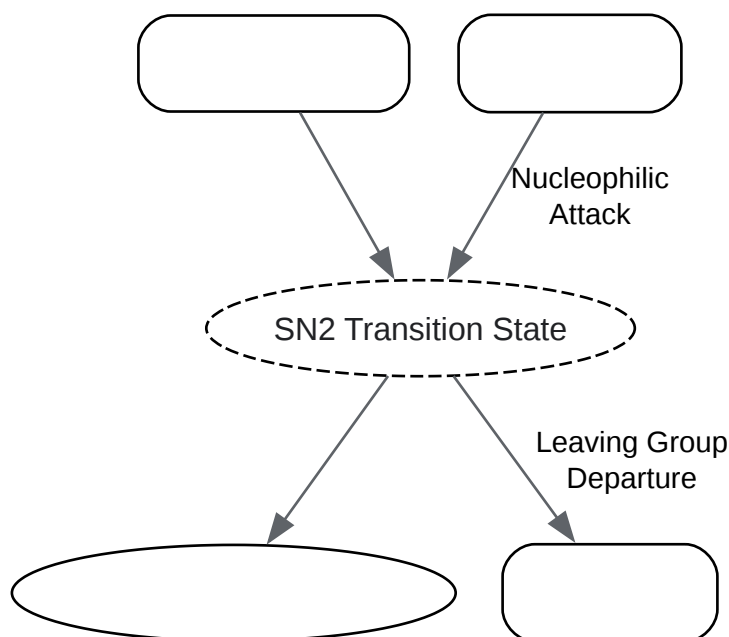 Nucleophilic
Attack
SN2 Transition State
Leaving Group
Departure